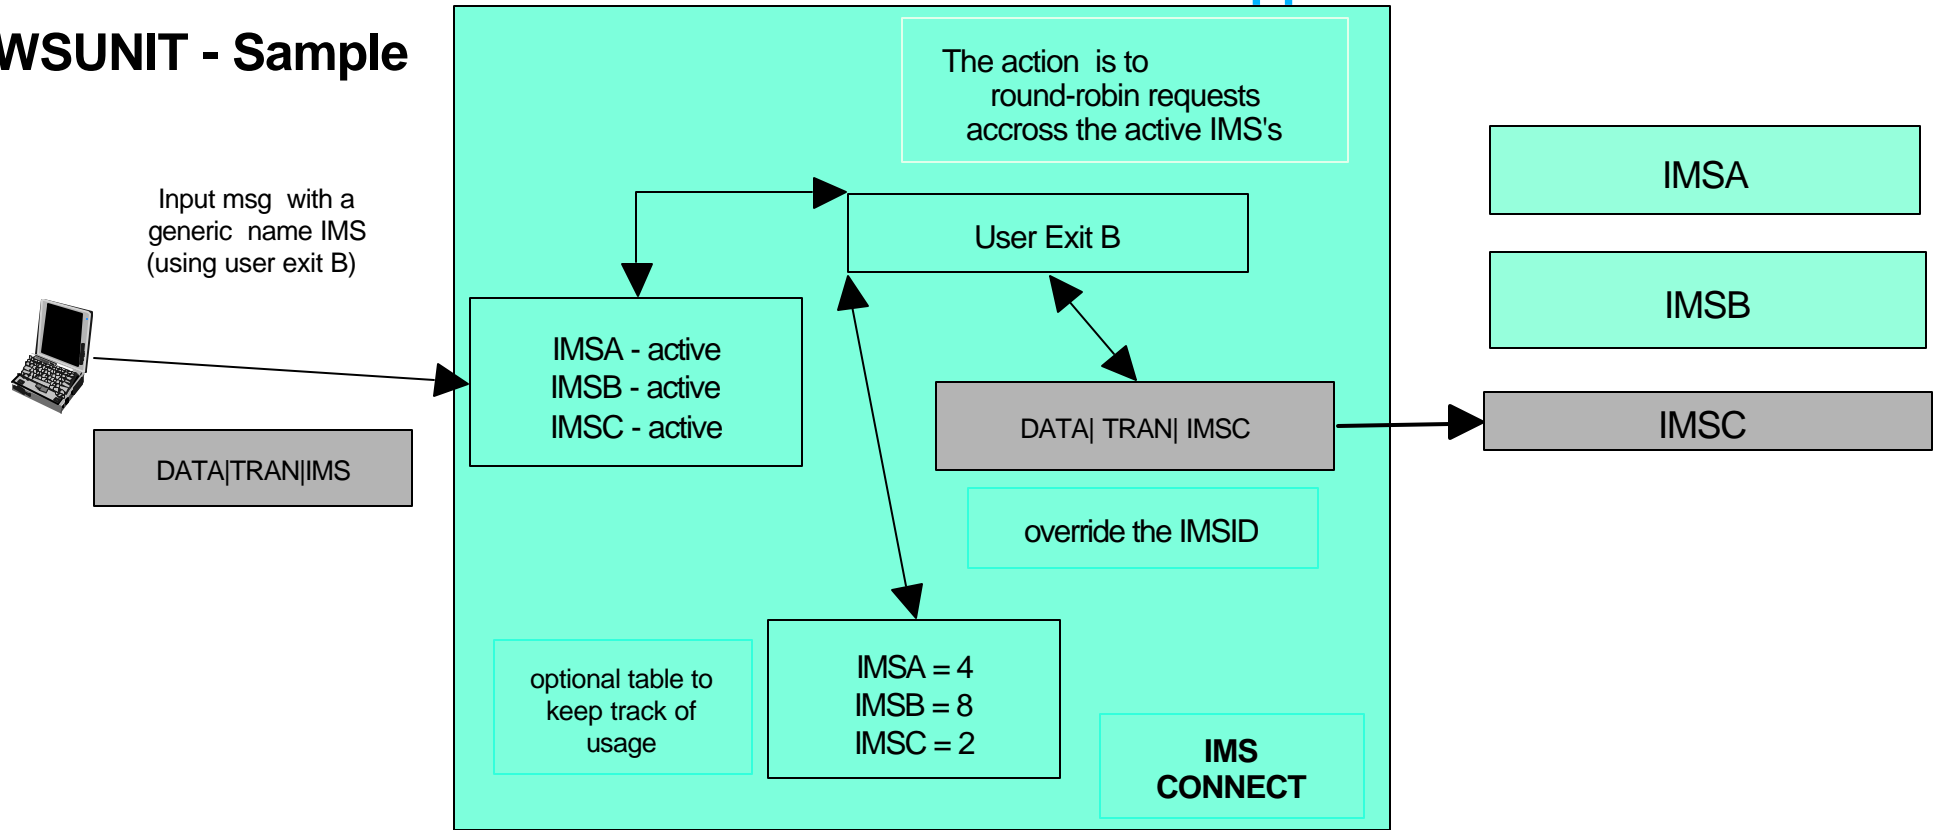 WSUNIT - Sample
The action is to
round-robin requests
accross the active IMS's
Input msg with a
generic name IMS
(using user exit B)
User Exit B
IMSA
IMSB
IMSC
IMSA - active
IMSB - active
IMSC - active
DATA|TRAN|IMS
DATA| TRAN| IMSC
override the IMSID
optional table to
keep track of
usage
IMSA = 4
IMSB = 8
IMSC = 2
IMS
CONNECT